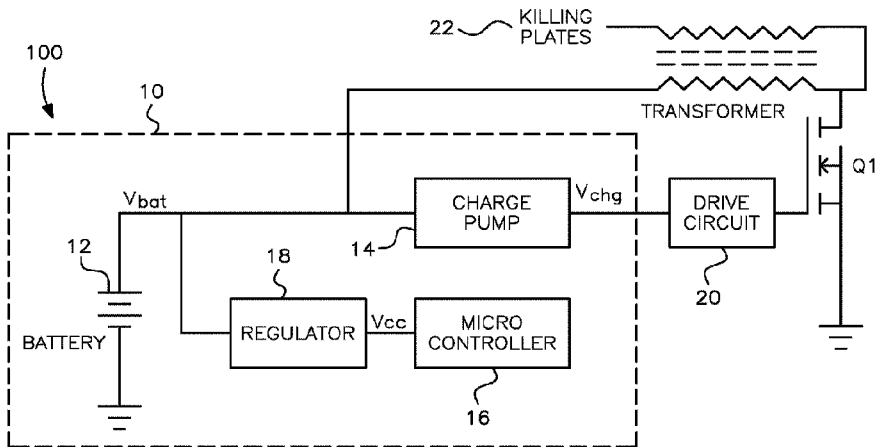 22
KILLING
PLATES
100
10
TRANSFORMER
Q1
Vbat
CHARGE
PUMP
Vchg
DRIVE
CIRCUIT
14
12
18
20
BATTERY
REGULATOR
Vcc
MICRO
CONTROLLER
16